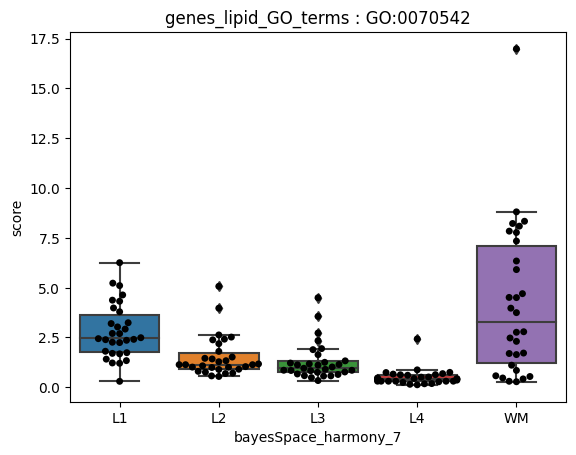 genes_lipid_GO_terms : GO:0070542
17.5
15.0
12.5
10.0
7.5
5.0
2.5
0.0
score
L1 L2 L3 L4 WM
bayesSpace_harmony_7